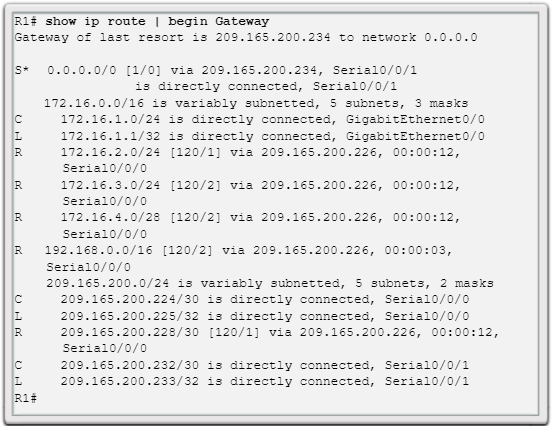 R1# show ip route | begin Gateway
Gateway of last resort is 209.165.200.234 to network 0.0.0.0
S* 0.0.0.0/0 [1/0] via 209.165.200.234, Serial0/0/1
is directly connected, Serial0/0/1
172.16.0.0/16 is variably subnetted, 5 subnets, 3 masks
C 172.16.1.0/24 is directly connected, GigabitEthernet0/0
L 172.16.1.1/32 is directly connected, GigabitEthernet0/0
R 172.16.2.0/24 [120/1] via 209.165.200.226, 00:00:12,
Serial0/0/0
R 172.16.3.0/24 [120/2] via 209.165.200.226, 00:00:12,
Serial0/0/0
R 172.16.4.0/28 [120/2] via 209.165.200.226, 00:00:12,
Serial0/0/0
R 192.168.0.0/16 [120/2] via 209.165.200.226, 00:00:03,
Serial0/0/0
209.165.200.0/24 is variably subnetted, 5 subnets, 2 masks
C 209.165.200.224/30 is directly connected, Serial0/0/0
L 209.165.200.225/32 is directly connected, Serial0/0/0
R 209.165.200.228/30 [120/1] via 209.165.200.226, 00:00:12,
Serial0/0/0
C 209.165.200.232/30 is directly connected, Serial0/0/1
L 209.165.200.233/32 is directly connected, Serial0/0/1
R1#